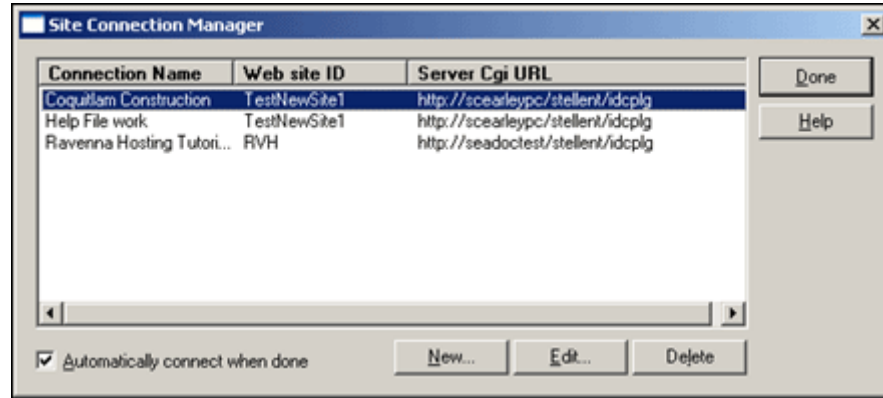 Site Connection Manager
Connection Name Web site ID Server Cgi URL
Coquitlam Construction TestNewSite1 http://scearleypc/stellent/idcplg
Help File work TestNewSite1 http://scearleypc/stellent/idcplg
Ravenna Hosting Tutori... RVH http://seadoctest/stellent/idcplg
Done
Help
Automatically connect when done
New... Edit... Delete